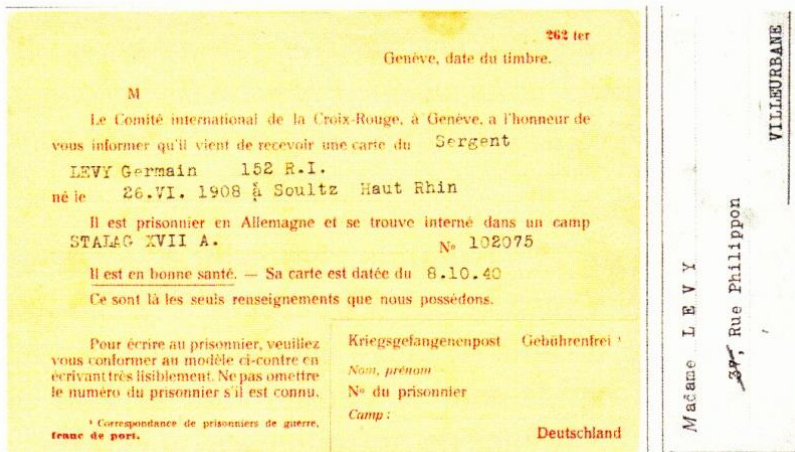 262 ter
Genève, date du timbre.
M
Le Comité international de la Croix-Rouge, à Genève, a l'honneur de
vous informer qu'il vient de recevoir une carte du Sergent
LEVY Germain 152 R.I.
né le 26.VI. 1908 à Soultz Haut Rhin
Il est prisonnier en Allemagne et se trouve interné dans un camp
STALAG XVII A. N° 102075
Il est en bonne santé. — Sa carte est datée du 8.10.40
Ce sont là les seuls renseignements que nous possédons.
Pour écrire au prisonnier, veuillez
vous conformer au modèle ci-contre en
écrivant très lisiblement. Ne pas omettre
le numéro du prisonnier s'il est connu.
¹ Correspondance de prisonniers de guerre,
franc de port.
Kriegsgefangenenpost Gebührenfrei ¹
Nom, prénom
N° du prisonnier
Camp :
Deutschland
Madame LEVY
37, Rue Philippon
VILLEURBANE